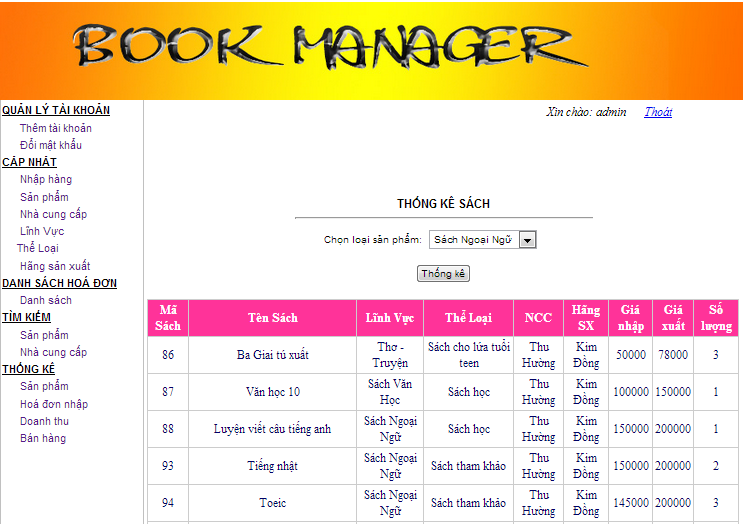 BOOK MANAGER
Xin chào: admin Thoát
QUẢN LÝ TÀI KHOẢN
Thêm tài khoản
Đổi mật khẩu
CẬP NHẬT
Nhập hàng
Sản phẩm
Nhà cung cấp
Lĩnh Vực
Thể Loại
Hãng sản xuất
DANH SÁCH HOÁ ĐƠN
Danh sách
TÌM KIẾM
Sản phẩm
Nhà cung cấp
THỐNG KÊ
Sản phẩm
Hoá đơn nhập
Doanh thu
Bán hàng
THỐNG KÊ SÁCH
Chọn loại sản phẩm: Sách Ngoại Ngữ
Thống kê
Mã Sách Tên Sách Lĩnh Vực Thể Loại NCC Hãng SX Giá nhập Giá xuất Số lượng
86 Ba Giai tú xuất Thơ - Truyện Sách cho lứa tuổi teen Thu Hường Kim Đồng 50000 78000 3
87 Văn học 10 Sách Văn Học Sách học Thu Hường Kim Đồng 100000 150000 1
88 Luyện viết câu tiếng anh Sách Ngoại Ngữ Sách học Thu Hường Kim Đồng 150000 200000 1
93 Tiếng nhật Sách Ngoại Ngữ Sách tham khảo Thu Hường Kim Đồng 150000 200000 2
94 Toeic Sách Ngoại Ngữ Sách tham khảo Thu Hường Kim Đồng 145000 200000 3